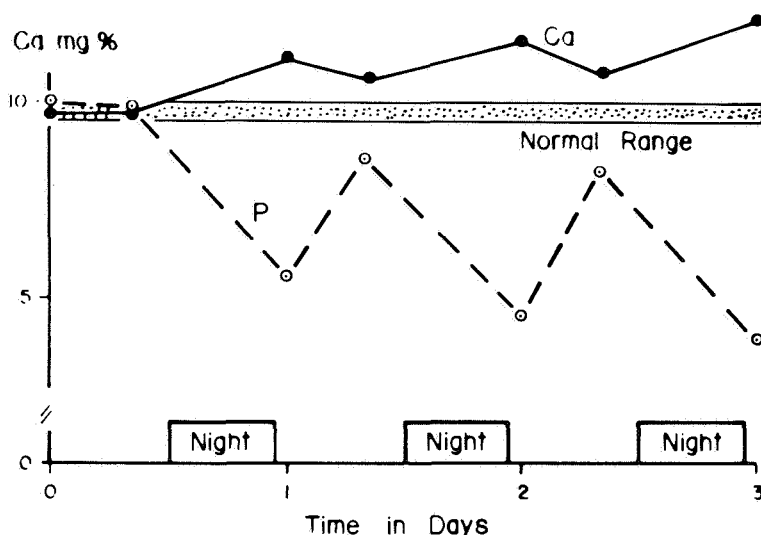 Ca mg %
Ca
10
Normal Range
P
5
Night Night Night
0
0 1 2 3
Time in Days